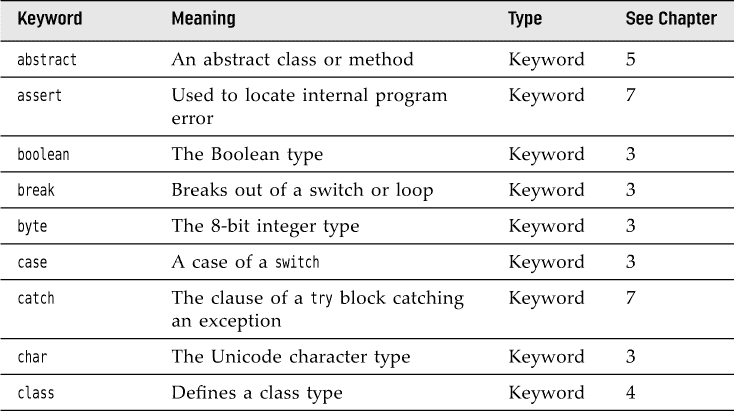 Keyword Meaning Type See Chapter
abstract An abstract class or method Keyword 5
assert Used to locate internal program Keyword 7
error
boolean The Boolean type Keyword 3
break Breaks out of a switch or loop Keyword 3
byte The 8-bit integer type Keyword 3
case A case of a switch Keyword 3
catch The clause of a try block catching Keyword 7
an exception
char The Unicode character type Keyword 3
class Defines a class type Keyword 4